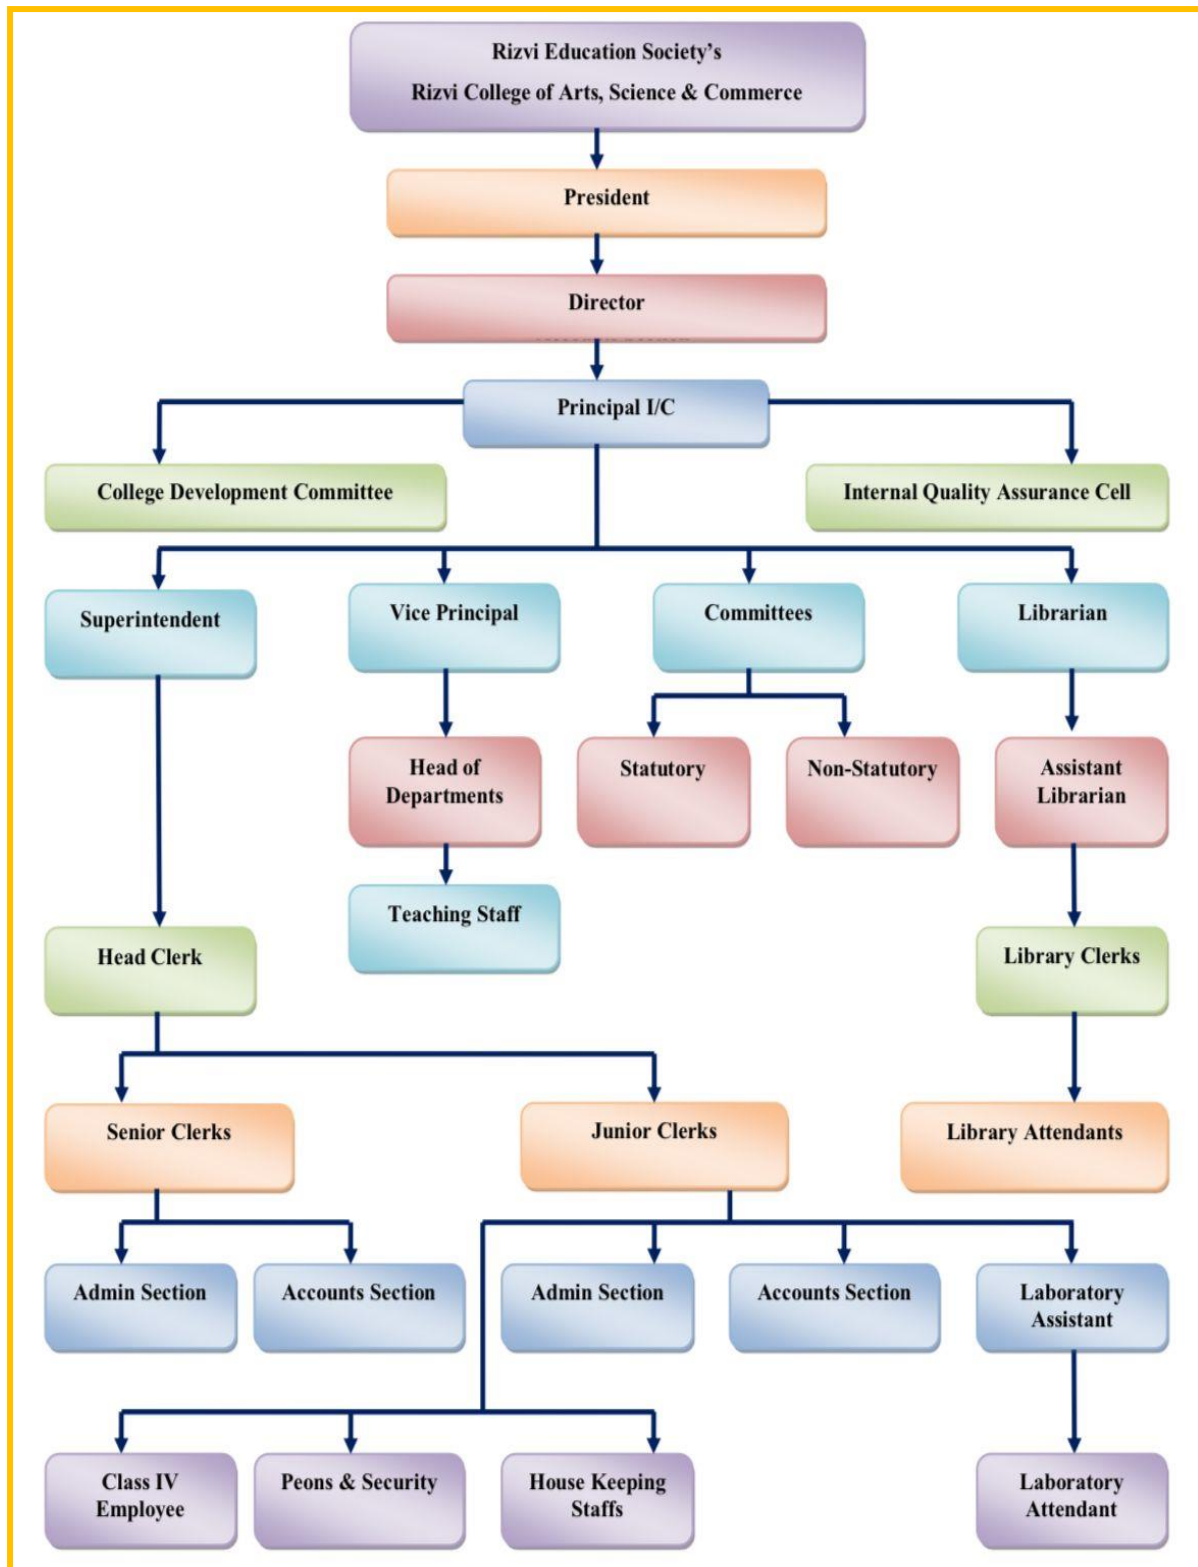 Rizvi Education Society’s
Rizvi College of Arts, Science & Commerce
President
Director
Principal I/C
College Development Committee
Internal Quality Assurance Cell
Superintendent
Vice Principal
Committees
Librarian
Head of
Departments
Statutory
Non-Statutory
Assistant
Librarian
Teaching Staff
Head Clerk
Library Clerks
Senior Clerks
Junior Clerks
Library Attendants
Admin Section
Accounts Section
Admin Section
Accounts Section
Laboratory
Assistant
Class IV
Employee
Peons & Security
House Keeping
Staffs
Laboratory
Attendant